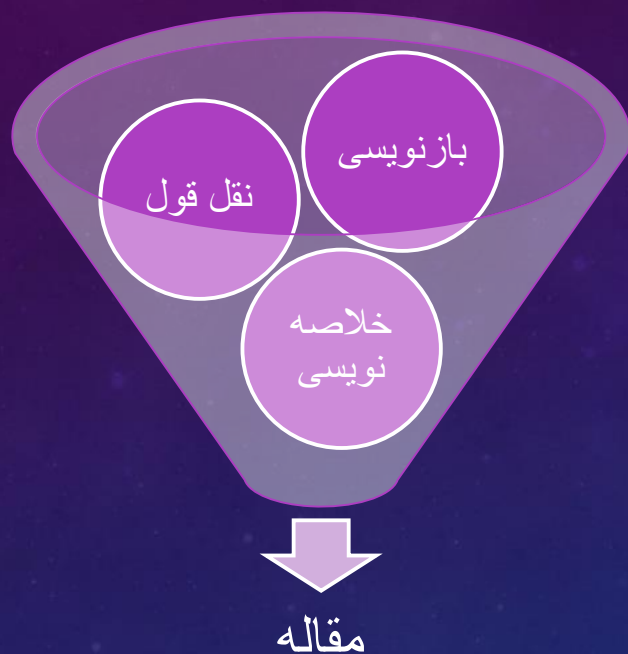 بازنویسی
نقل قول
خلاصه
نویسی
مقاله